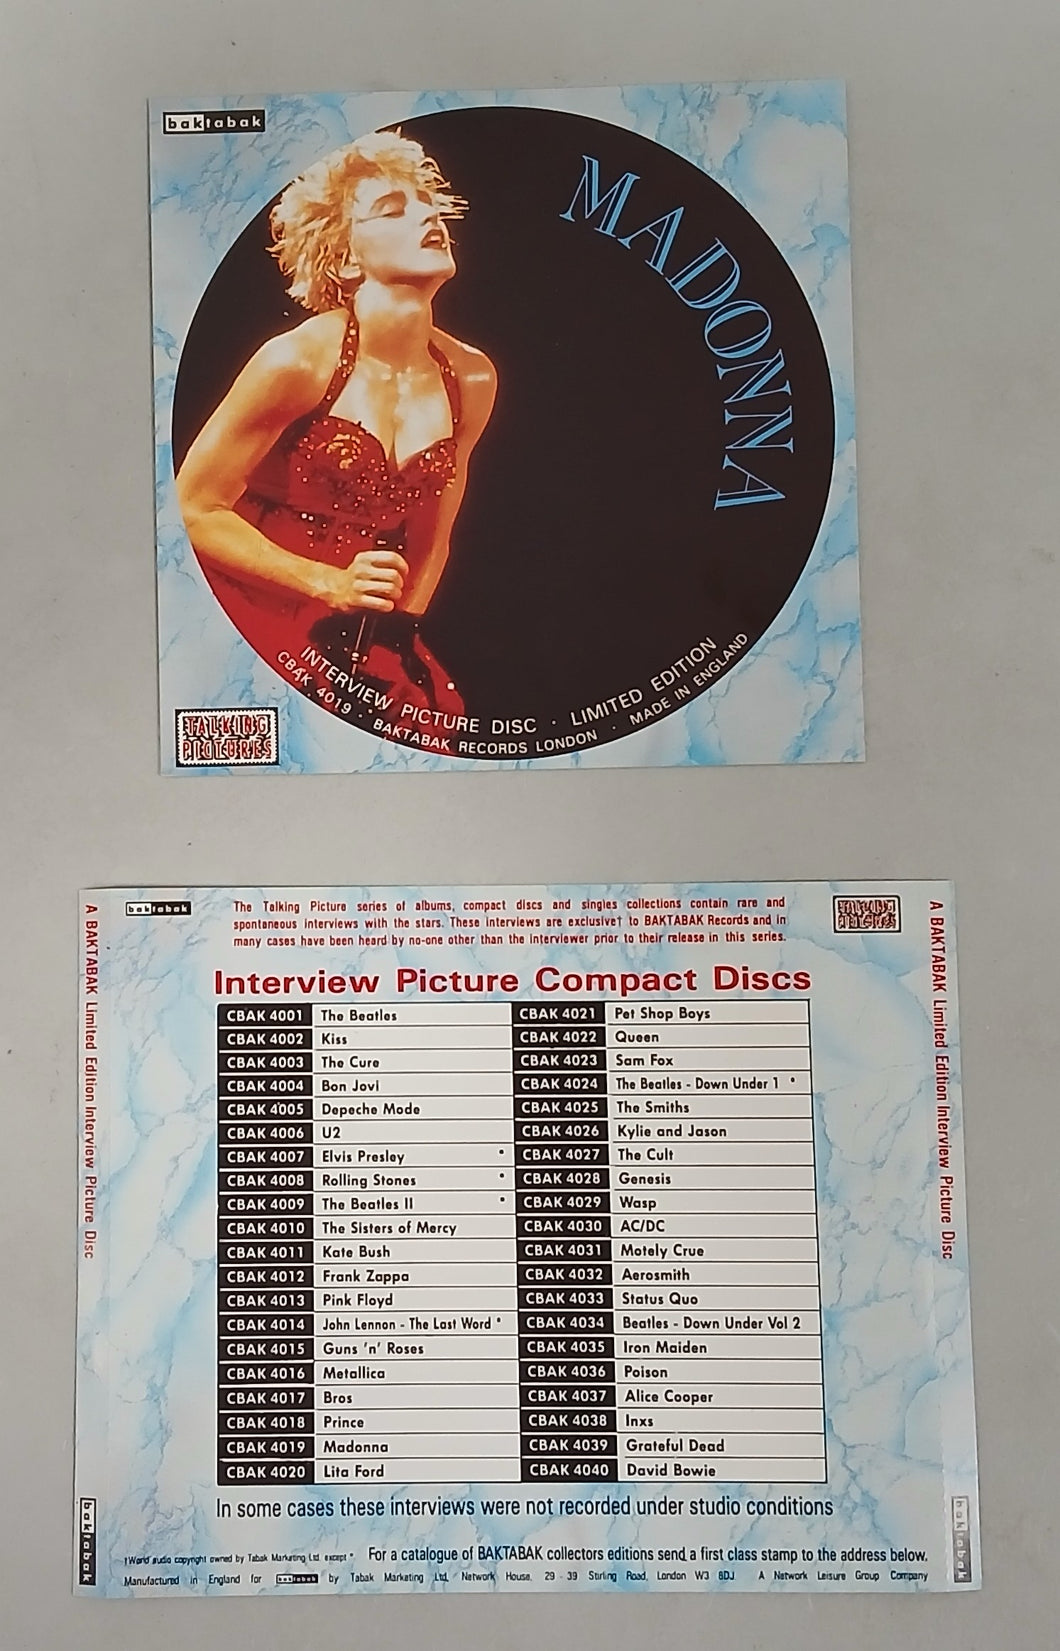 baktabak
MADONNA
INTERVIEW PICTURE DISC · LIMITED EDITION
CBAK 4019 · BAKTABAK RECORDS LONDON · MADE IN ENGLAND
TALKING
PICTURES
A BAKTABAK Limited Edition Interview Picture Disc
baktabak
baktabak
The Talking Picture series of albums, compact discs and singles collections contain rare and
spontaneous interviews with the stars. These interviews are exclusive† to BAKTABAK Records and in
many cases have been heard by no-one other than the interviewer prior to their release in this series.
TALKING
PICTURES
Interview Picture Compact Discs
CBAK 4001 The Beatles
CBAK 4002 Kiss
CBAK 4003 The Cure
CBAK 4004 Bon Jovi
CBAK 4005 Depeche Mode
CBAK 4006 U2
CBAK 4007 Elvis Presley *
CBAK 4008 Rolling Stones *
CBAK 4009 The Beatles II *
CBAK 4010 The Sisters of Mercy
CBAK 4011 Kate Bush
CBAK 4012 Frank Zappa
CBAK 4013 Pink Floyd
CBAK 4014 John Lennon - The Last Word *
CBAK 4015 Guns 'n' Roses
CBAK 4016 Metallica
CBAK 4017 Bros
CBAK 4018 Prince
CBAK 4019 Madonna
CBAK 4020 Lita Ford
CBAK 4021 Pet Shop Boys
CBAK 4022 Queen
CBAK 4023 Sam Fox
CBAK 4024 The Beatles - Down Under 1 *
CBAK 4025 The Smiths
CBAK 4026 Kylie and Jason
CBAK 4027 The Cult
CBAK 4028 Genesis
CBAK 4029 Wasp
CBAK 4030 AC/DC
CBAK 4031 Motely Crue
CBAK 4032 Aerosmith
CBAK 4033 Status Quo
CBAK 4034 Beatles - Down Under Vol 2
CBAK 4035 Iron Maiden
CBAK 4036 Poison
CBAK 4037 Alice Cooper
CBAK 4038 Inxs
CBAK 4039 Grateful Dead
CBAK 4040 David Bowie
In some cases these interviews were not recorded under studio conditions
†World audio copyright owned by Tabak Marketing Ltd. except * For a catalogue of BAKTABAK collectors editions send a first class stamp to the address below.
Manufactured in England for baktabak by Tabak Marketing Ltd, Network House, 29 - 39 Stirling Road, London W3 8DJ A Network Leisure Group Company
A BAKTABAK Limited Edition Interview Picture Disc
baktabak